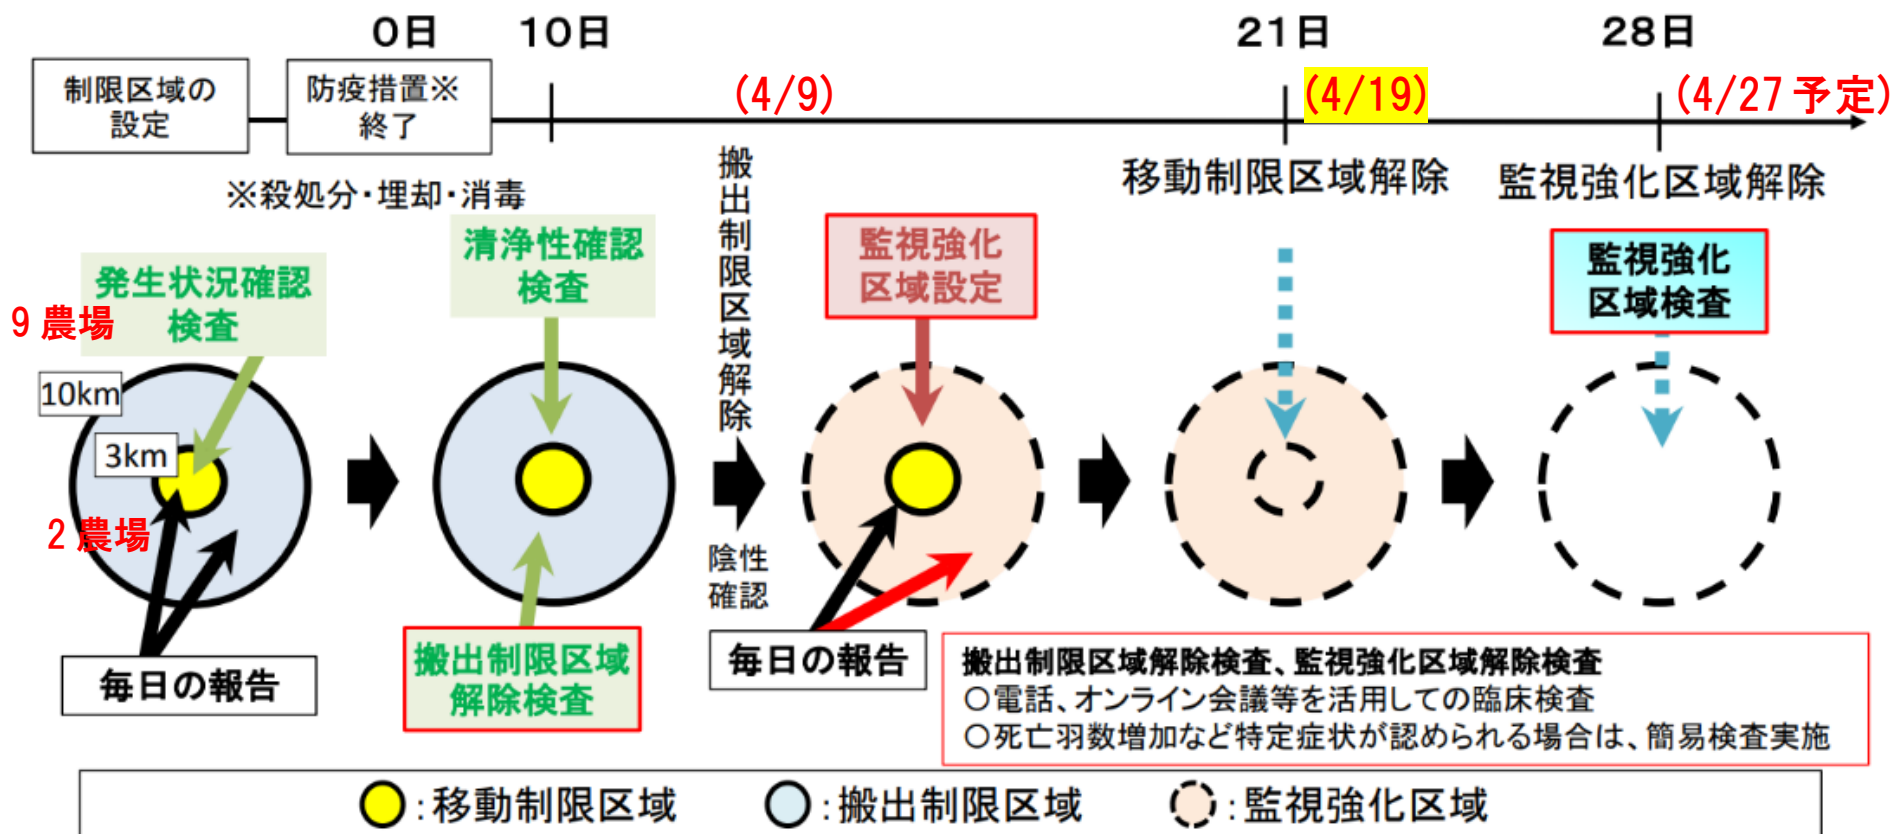 0日
10日
21日
28日
制限区域の
設定
防疫措置※
終了
(4/9)
(4/19)
(4/27予定)
※殺処分・埋却・消毒
搬出制限区域解除
移動制限区域解除
監視強化区域解除
発生状況確認
検査
清浄性確認
検査
監視強化
区域設定
監視強化
区域検査
9農場
10km
3km
2農場
陰性
確認
毎日の報告
搬出制限区域
解除検査
毎日の報告
搬出制限区域解除検査、監視強化区域解除検査
○電話、オンライン会議等を活用しての臨床検査
○死亡羽数増加など特定症状が認められる場合は、簡易検査実施
:移動制限区域
:搬出制限区域
:監視強化区域